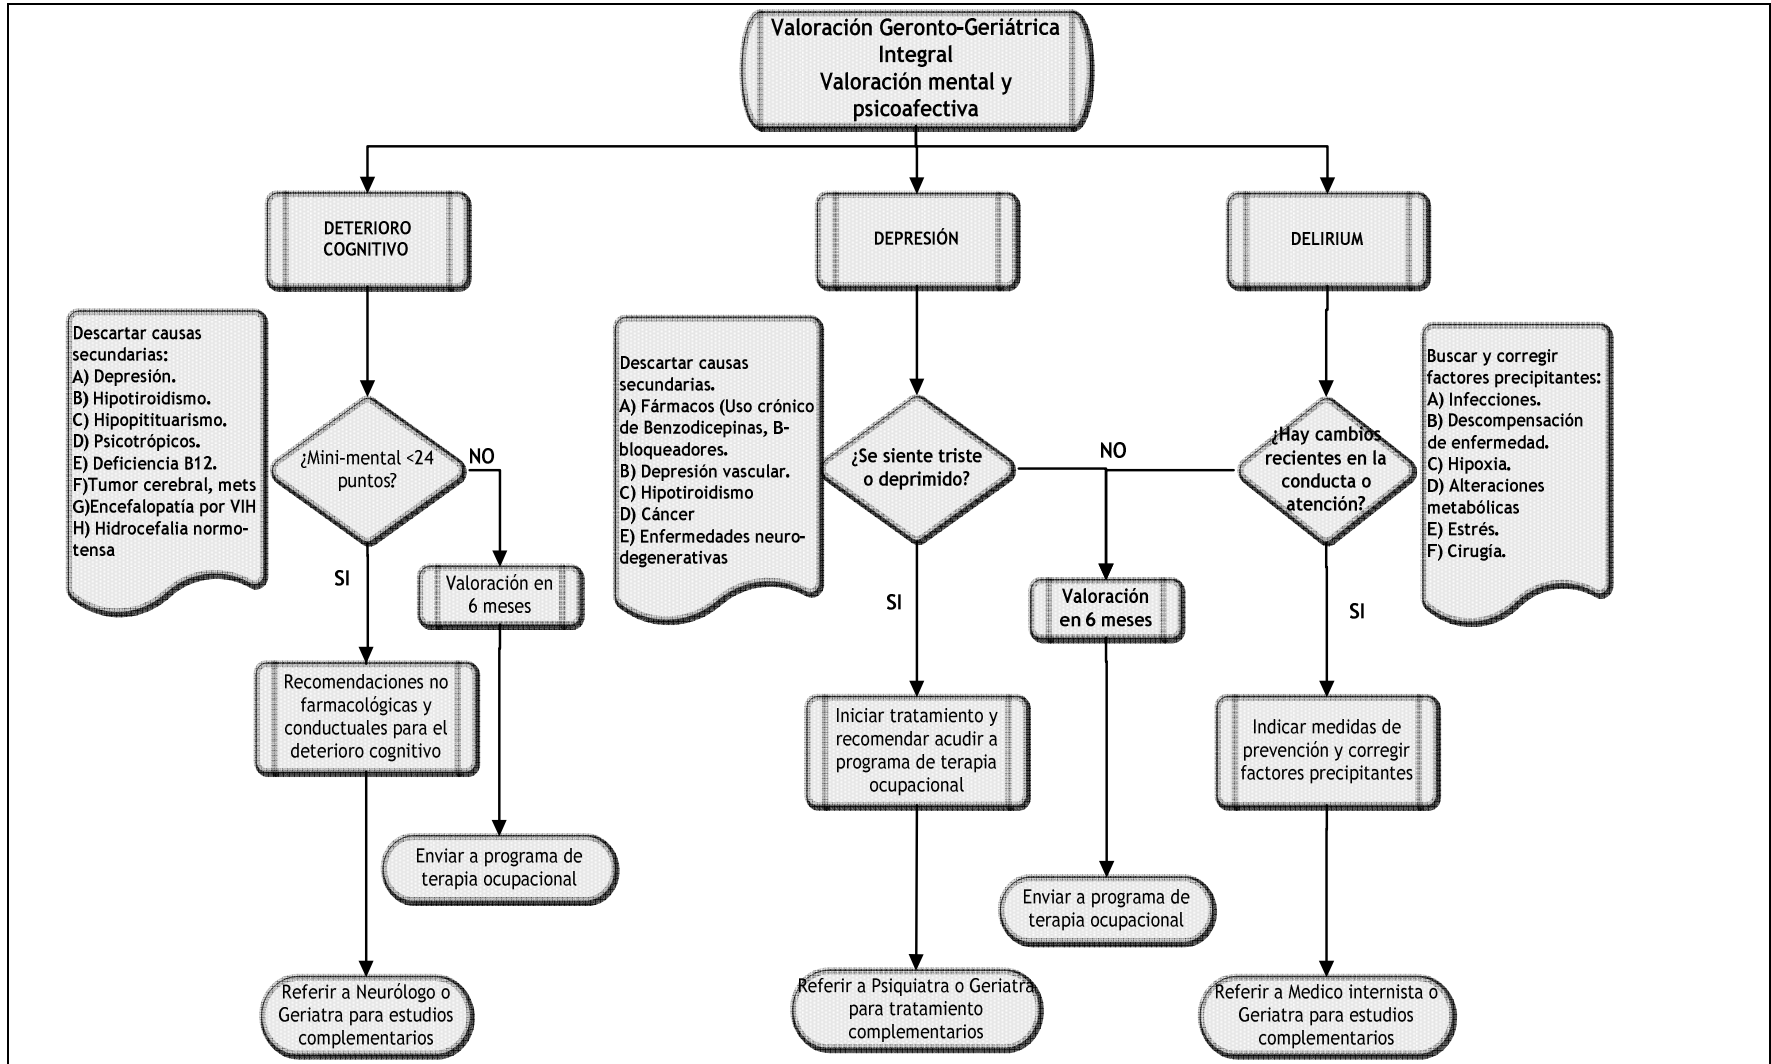 Valoración Geronto-Geriátrica
Integral
Valoración mental y
psicoafectiva
DETERIORO
COGNITIVO
DEPRESIÓN
DELIRIUM
Descartar causas
secundarias:
A) Depresión.
B) Hipotiroidismo.
C) Hipopitituarismo.
D) Psicotrópicos.
E) Deficiencia B12.
F)Tumor cerebral, mets
G)Encefalopatía por VIH
H) Hidrocefalia normo-
tensa
¿Mini-mental <24
puntos?
NO
SI
Valoración en
6 meses
Recomendaciones no
farmacológicas y
conductuales para el
deterioro cognitivo
Enviar a programa de
terapia ocupacional
Referir a Neurólogo o
Geriatra para estudios
complementarios
Descartar causas
secundarias.
A) Fármacos (Uso crónico
de Benzodicepinas, B-
bloqueadores.
B) Depresión vascular.
C) Hipotiroidismo
D) Cáncer
E) Enfermedades neuro-
degenerativas
¿Se siente triste
o deprimido?
NO
SI
Valoración
en 6 meses
Iniciar tratamiento y
recomendar acudir a
programa de terapia
ocupacional
Enviar a programa de
terapia ocupacional
Referir a Psiquiatra o Geriatra
para tratamiento
complementarios
¿Hay cambios
recientes en la
conducta o
atención?
SI
Buscar y corregir
factores precipitantes:
A) Infecciones.
B) Descompensación
de enfermedad.
C) Hipoxia.
D) Alteraciones
metabólicas
E) Estrés.
F) Cirugía.
Indicar medidas de
prevención y corregir
factores precipitantes
Referir a Medico internista o
Geriatra para estudios
complementarios